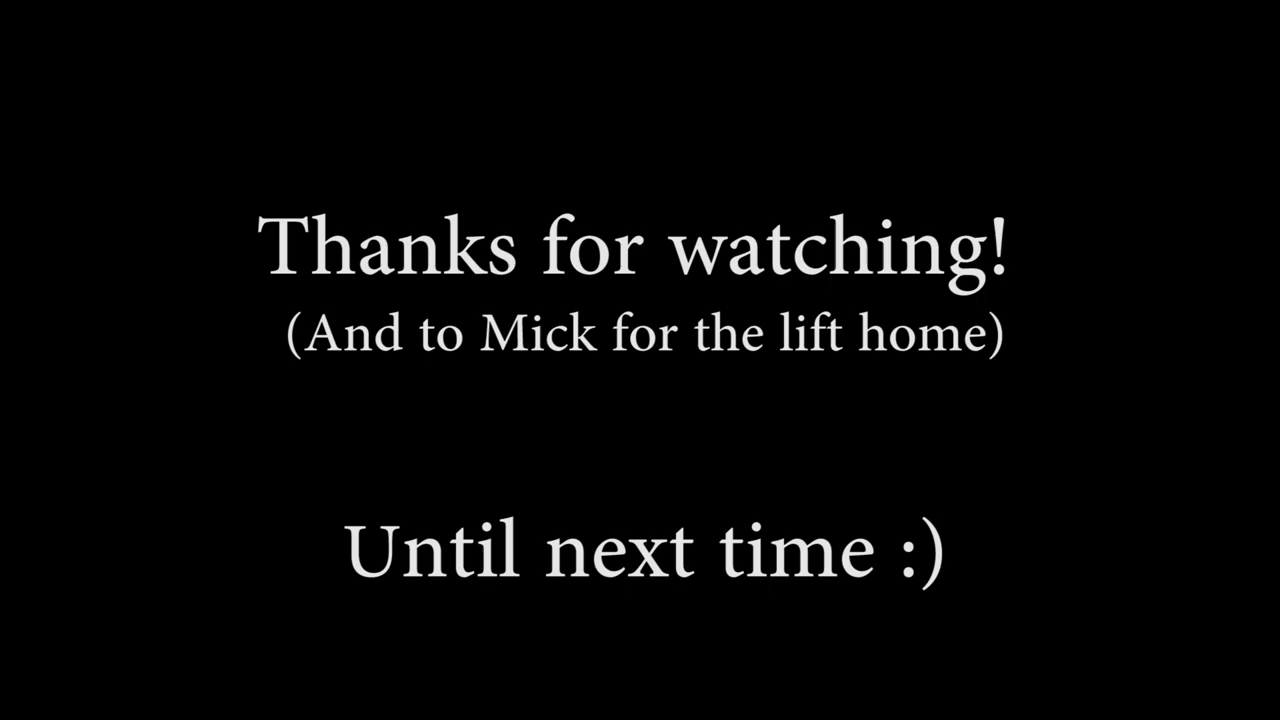 Thanks for watching!
(And to Mick for the lift home)
Until next time :)